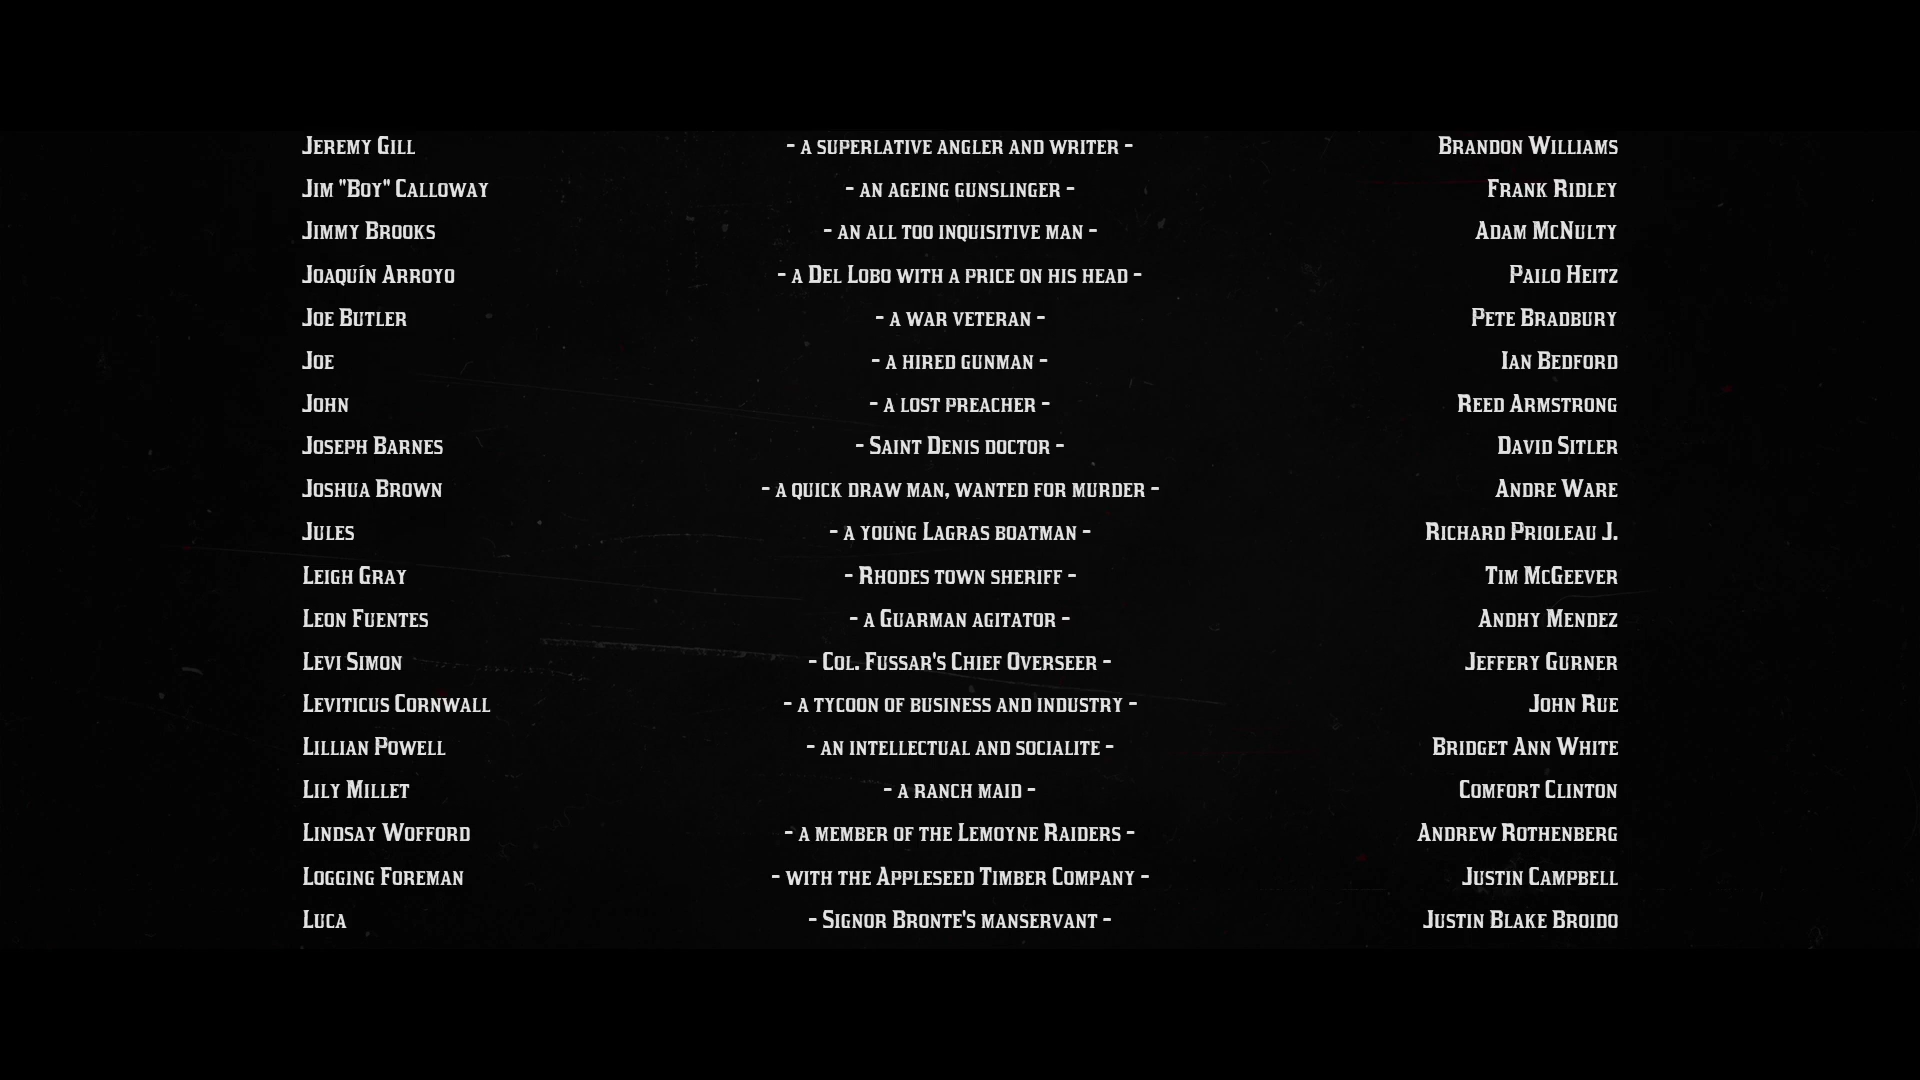 Jeremy Gill - a superlative angler and writer - Brandon Williams
Jim "Boy" Calloway - an ageing gunslinger - Frank Ridley
Jimmy Brooks - an all too inquisitive man - Adam McNulty
Joaquín Arroyo - a Del Lobo with a price on his head - Pailo Heitz
Joe Butler - a war veteran - Pete Bradbury
Joe - a hired gunman - Ian Bedford
John - a lost preacher - Reed Armstrong
Joseph Barnes - Saint Denis doctor - David Sitler
Joshua Brown - a quick draw man, wanted for murder - Andre Ware
Jules - a young Lagras boatman - Richard Prioleau J.
Leigh Gray - Rhodes town sheriff - Tim McGeever
Leon Fuentes - a Guarman agitator - Andhy Mendez
Levi Simon - Col. Fussar's Chief Overseer - Jeffery Gurner
Leviticus Cornwall - a tycoon of business and industry - John Rue
Lillian Powell - an intellectual and socialite - Bridget Ann White
Lily Millet - a ranch maid - Comfort Clinton
Lindsay Wofford - a member of the Lemoyne Raiders - Andrew Rothenberg
Logging Foreman - with the Appleseed Timber Company - Justin Campbell
Luca - Signor Bronte's manservant - Justin Blake Broido